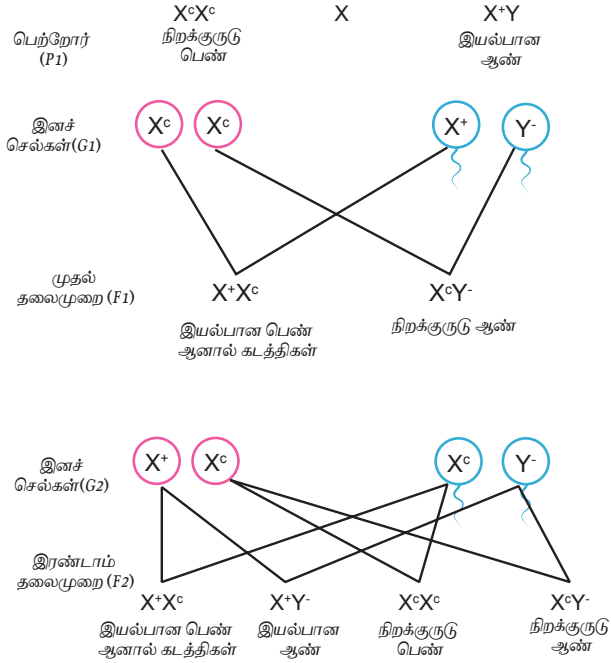 XᶜXᶜ X X⁺Y
பெற்றோர் நிறக்குருடு இயல்பான
(P1) பெண் ஆண்
இனச் Xᶜ Xᶜ X⁺ Y⁻
செல்கள்(G1)
முதல்
தலைமுறை (F1) X⁺Xᶜ XᶜY⁻
இயல்பான பெண் நிறக்குருடு ஆண்
ஆனால் கடத்திகள்
இனச் X⁺ Xᶜ Xᶜ Y⁻
செல்கள்(G2)
இரண்டாம்
தலைமுறை (F2)
X⁺Xᶜ X⁺Y⁻ XᶜXᶜ XᶜY⁻
இயல்பான பெண் இயல்பான நிறக்குருடு நிறக்குருடு
ஆனால் கடத்திகள் ஆண் பெண் ஆண்